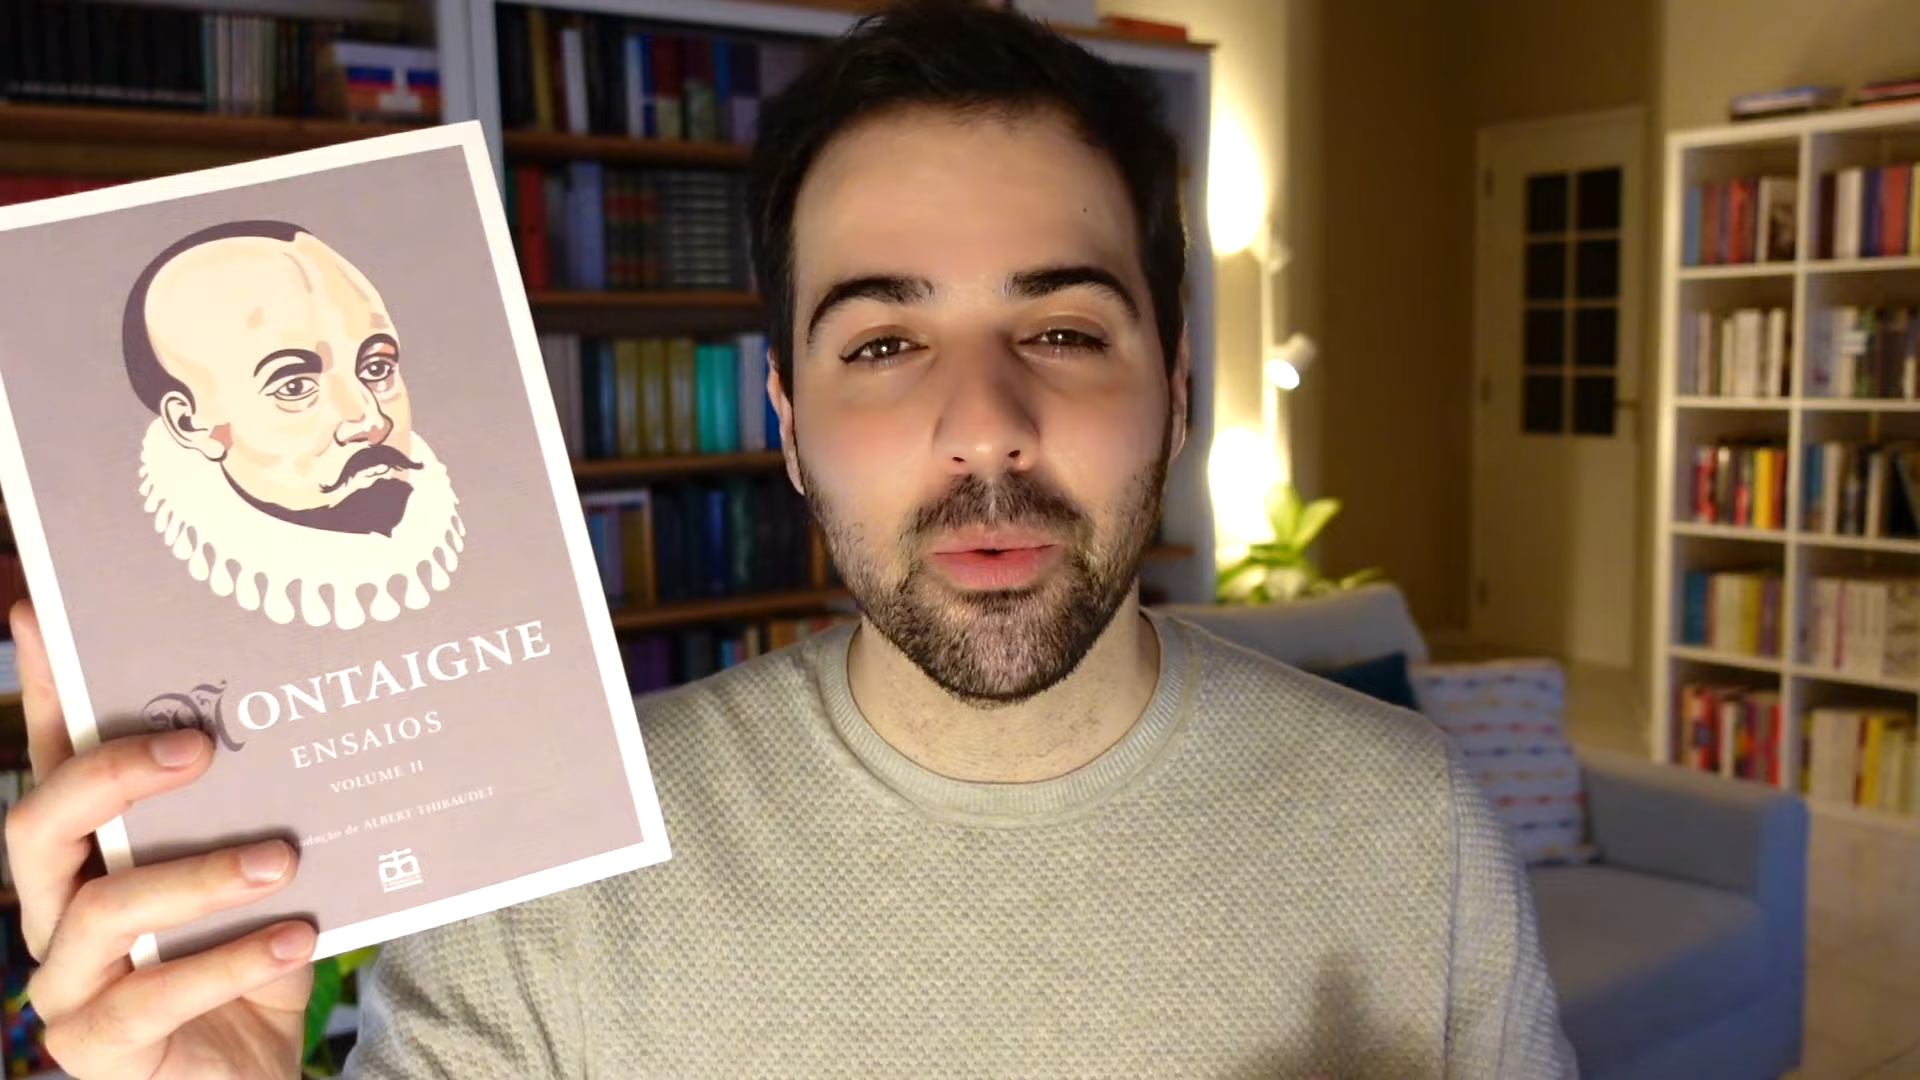 MONTAIGNE
ENSAIOS
VOLUME II
de ALBERT THIBAUDET